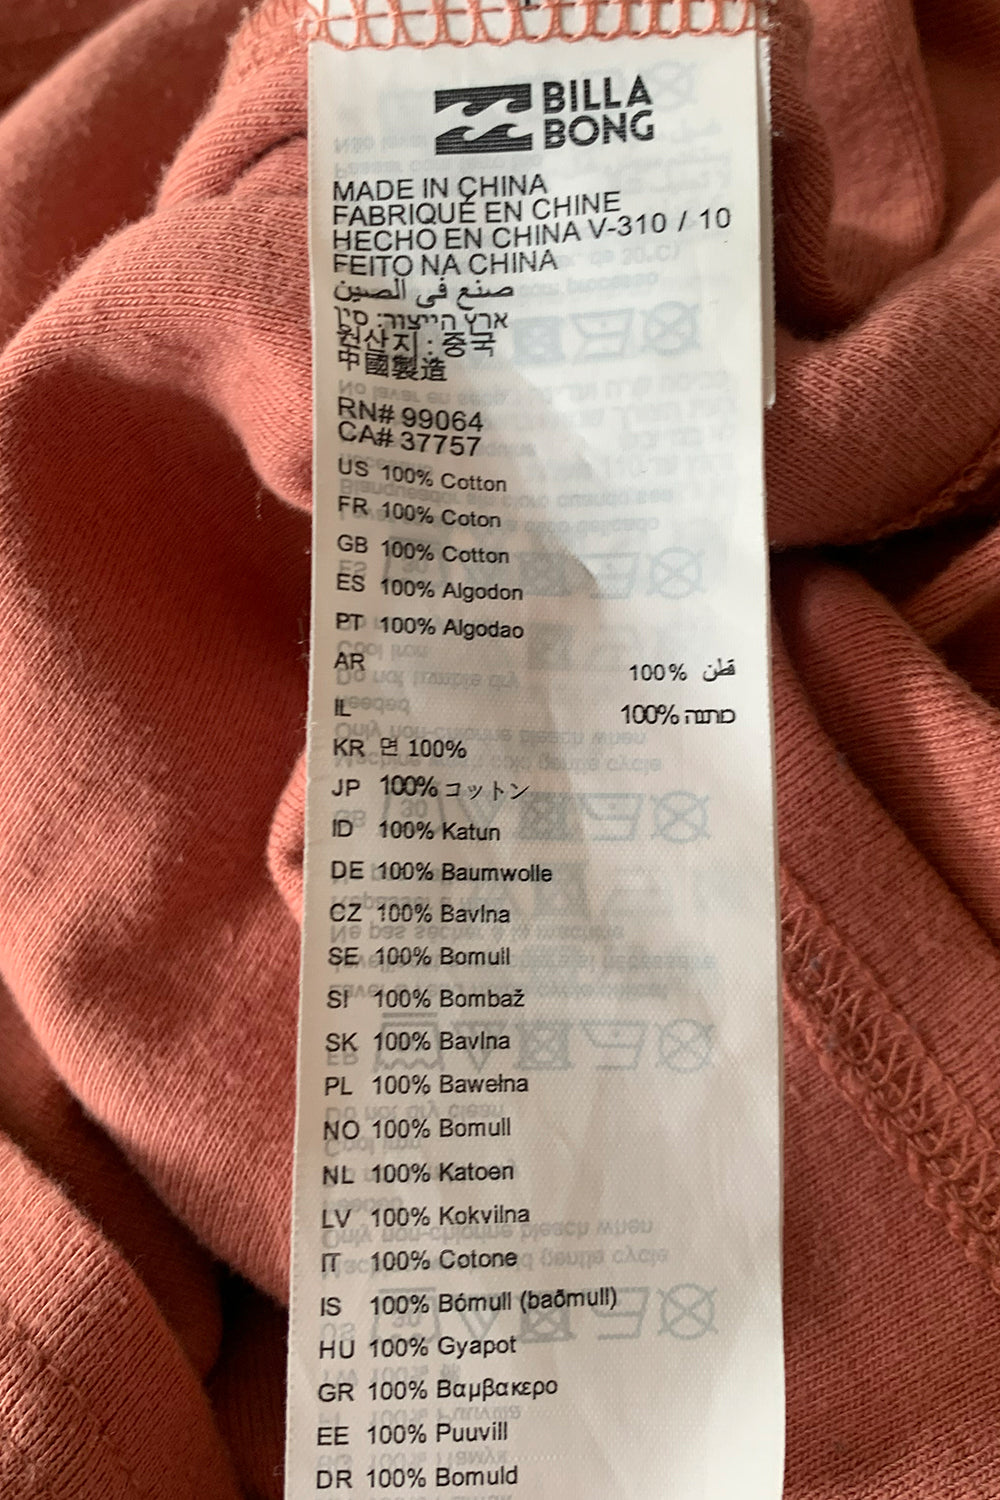 BILLA
BONG
MADE IN CHINA
FABRIQUÉ EN CHINE
HECHO EN CHINA V-310 / 10
FEITO NA CHINA
صنع في الصين
ארץ הייצור: סין
원산지 : 중국
中國製造
RN# 99064
CA# 37757
US 100% Cotton
FR 100% Coton
GB 100% Cotton
ES 100% Algodon
PT 100% Algodao
AR 100% قطن
IL 100% כותנה
KR 면 100%
JP 100% コットン
ID 100% Katun
DE 100% Baumwolle
CZ 100% Bavlna
SE 100% Bomull
SI 100% Bombaž
SK 100% Bavlna
PL 100% Bawełna
NO 100% Bomull
NL 100% Katoen
LV 100% Kokvilna
IT 100% Cotone
IS 100% Bómull (baðmull)
HU 100% Gyapot
GR 100% Βαμβακερο
EE 100% Puuvill
DR 100% Bomuld